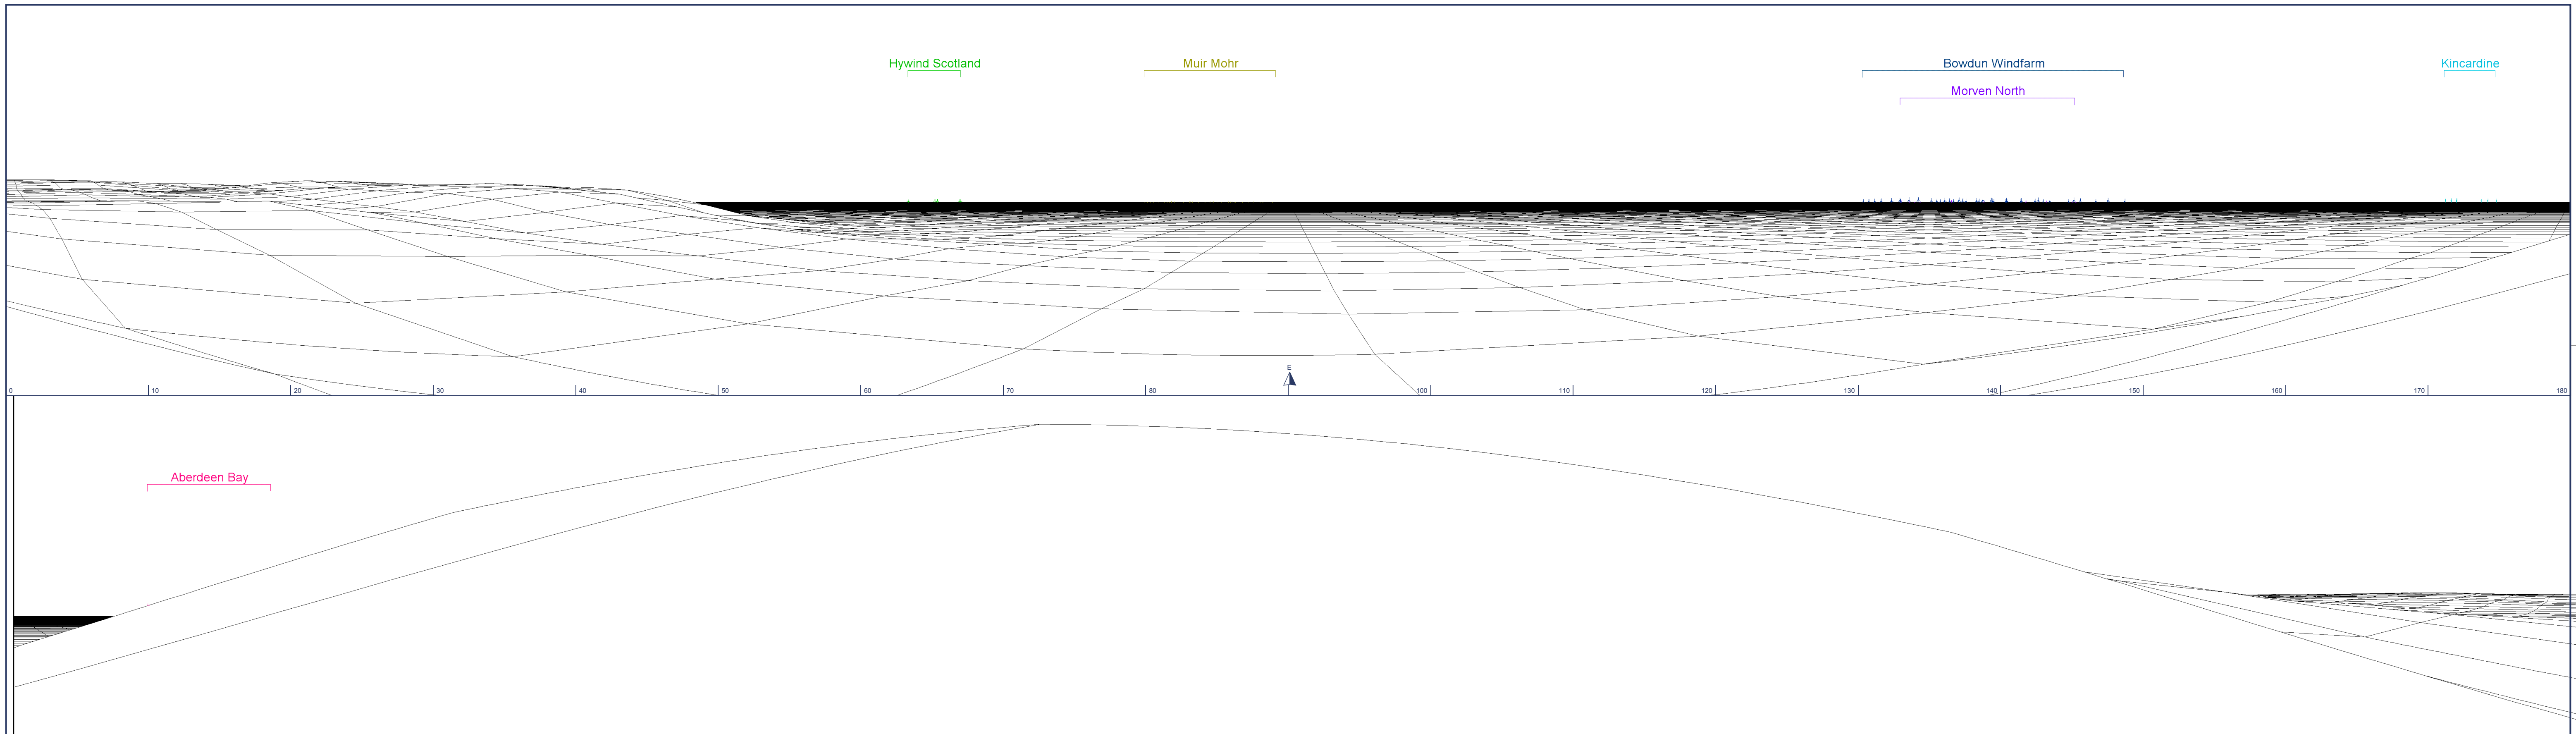 Hywind Scotland
Muir Mohr
Bowdun Windfarm
Kincardine
Morven North
E
0 10 20 30 40 50 60 70 80 100 110 120 130 140 150 160 170 180
Aberdeen Bay